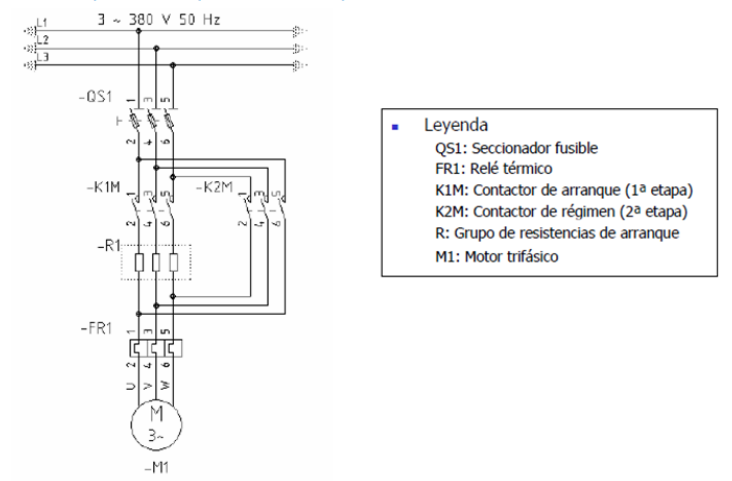 L1 3 ~ 380 V 50 Hz
L2
L3
-QS1 1 3 5
2 4 6
-K1M 1 3 5 -K2M 1 3 5
2 4 6 2 4 6
-R1
-FR1 1 3 5
2 4 6
U V W
M
3~
-M1
Leyenda
QS1: Seccionador fusible
FR1: Relé térmico
K1M: Contactor de arranque (1ª etapa)
K2M: Contactor de régimen (2ª etapa)
R: Grupo de resistencias de arranque
M1: Motor trifásico